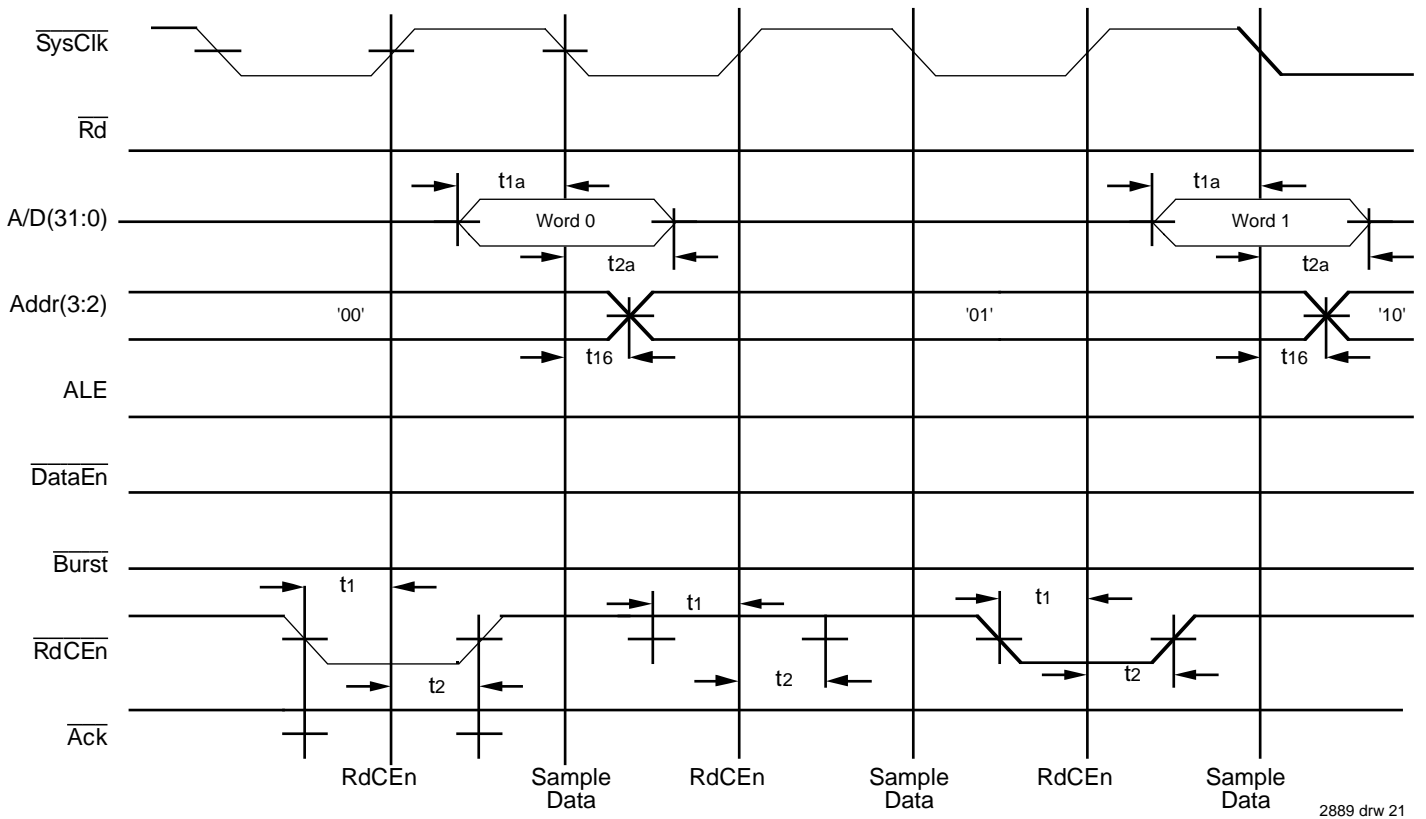 SysClk
Rd
t1a
t1a
A/D(31:0)
Word 0
Word 1
t2a
t2a
Addr(3:2)
'00'
'01'
'10'
t16
t16
ALE
DataEn
Burst
t1
t1
t1
RdCEn
t2
t2
t2
Ack
RdCEn
Sample
Data
RdCEn
Sample
Data
RdCEn
Sample
Data
2889 drw 21